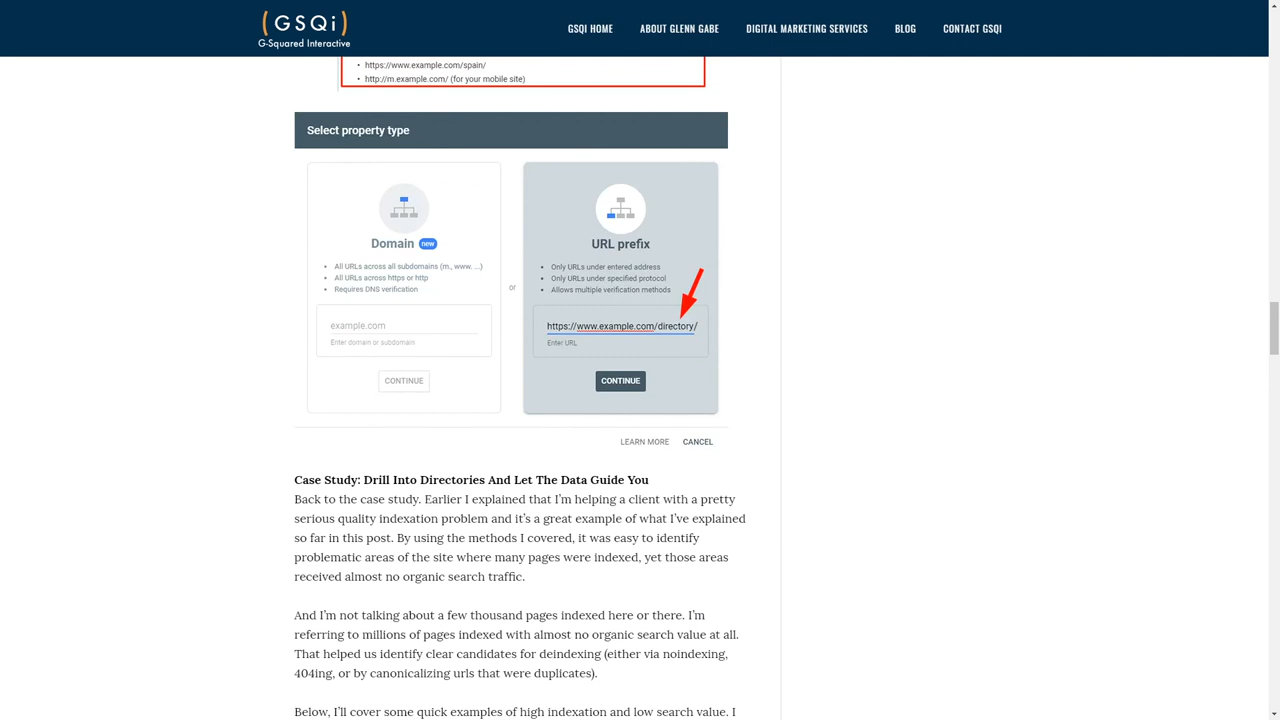 (GSQi)
G-Squared Interactive
GSQI HOME
ABOUT GLENN GABE
DIGITAL MARKETING SERVICES
BLOG
CONTACT GSQI
• https://www.example.com/spain/
• http://m.example.com/ (for your mobile site)
Select property type
Domain new
• All URLs across all subdomains (m., www. ...)
• All URLs across https or http
• Requires DNS verification
example.com
Enter domain or subdomain
CONTINUE
or
URL prefix
• Only URLs under entered address
• Only URLs under specified protocol
• Allows multiple verification methods
https://www.example.com/directory/
Enter URL
CONTINUE
LEARN MORE
CANCEL
Case Study: Drill Into Directories And Let The Data Guide You
Back to the case study. Earlier I explained that I’m helping a client with a pretty
serious quality indexation problem and it’s a great example of what I’ve explained
so far in this post. By using the methods I covered, it was easy to identify
problematic areas of the site where many pages were indexed, yet those areas
received almost no organic search traffic.
And I’m not talking about a few thousand pages indexed here or there. I’m
referring to millions of pages indexed with almost no organic search value at all.
That helped us identify clear candidates for deindexing (either via noindexing,
404ing, or by canonicalizing urls that were duplicates).
Below, I’ll cover some quick examples of high indexation and low search value. I